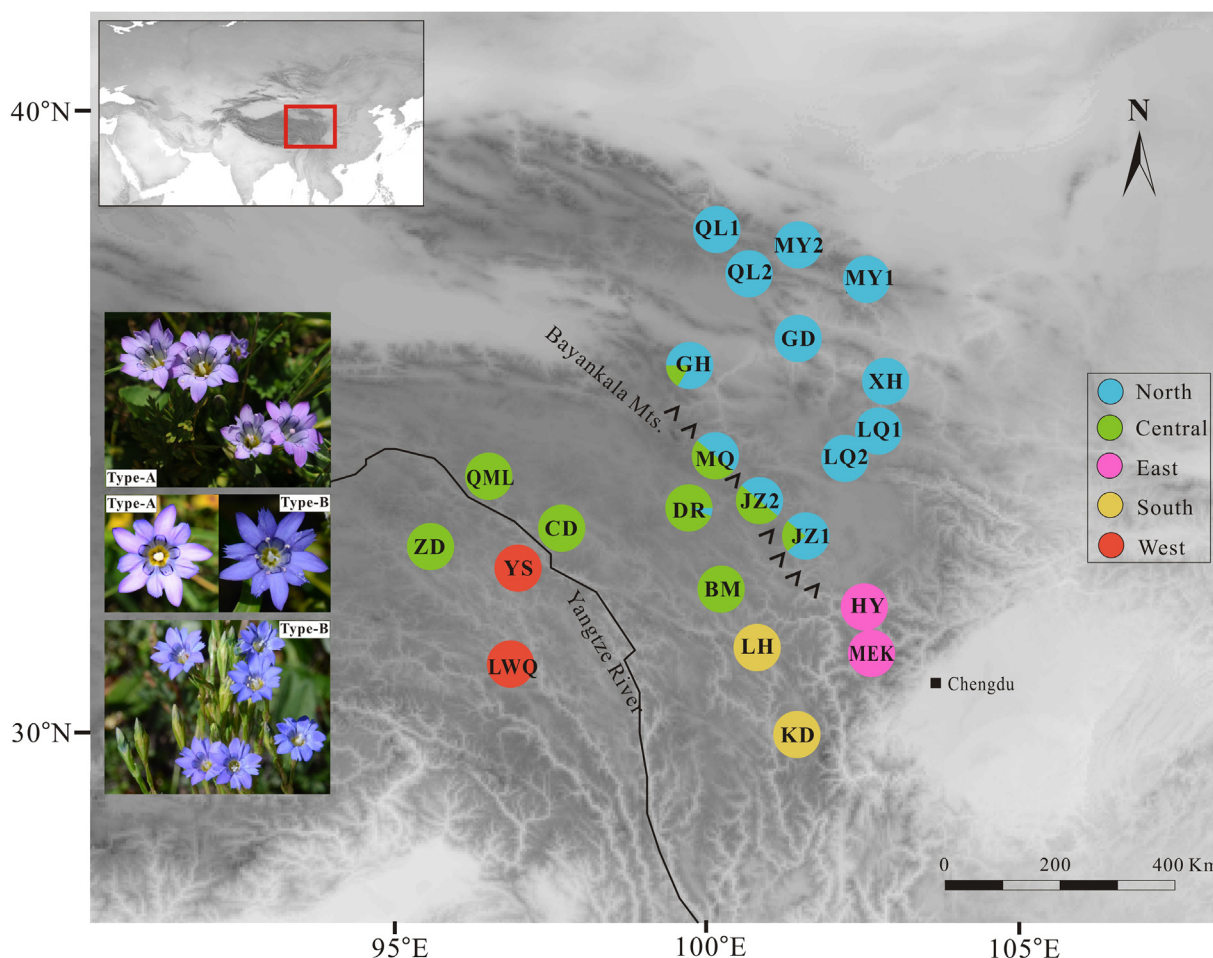 40°N
30°N
95°E
100°E
105°E
N
QL1
MY2
QL2
MY1
GD
GH
XH
Bayankala Mts.
LQ1
LQ2
MQ
QML
JZ2
DR
CD
JZ1
ZD
YS
BM
HY
Yangtze River
LH
MEK
LWQ
Chengdu
KD
Type-A
Type-A
Type-B
Type-B
North
Central
East
South
West
0 200 400 Km